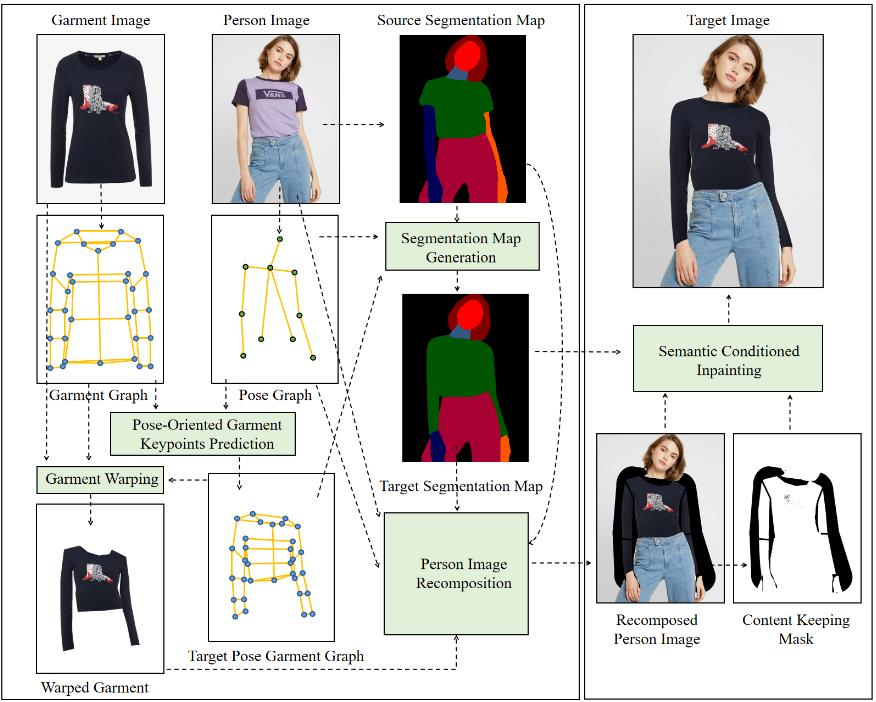 Garment Image
Person Image
Source Segmentation Map
Target Image
VANS
Segmentation Map
Generation
Garment Graph
Pose Graph
Semantic Conditioned
Inpainting
Pose-Oriented Garment
Keypoints Prediction
Garment Warping
Target Segmentation Map
Person Image
Recomposition
Recomposed
Person Image
Content Keeping
Mask
Target Pose Garment Graph
Warped Garment